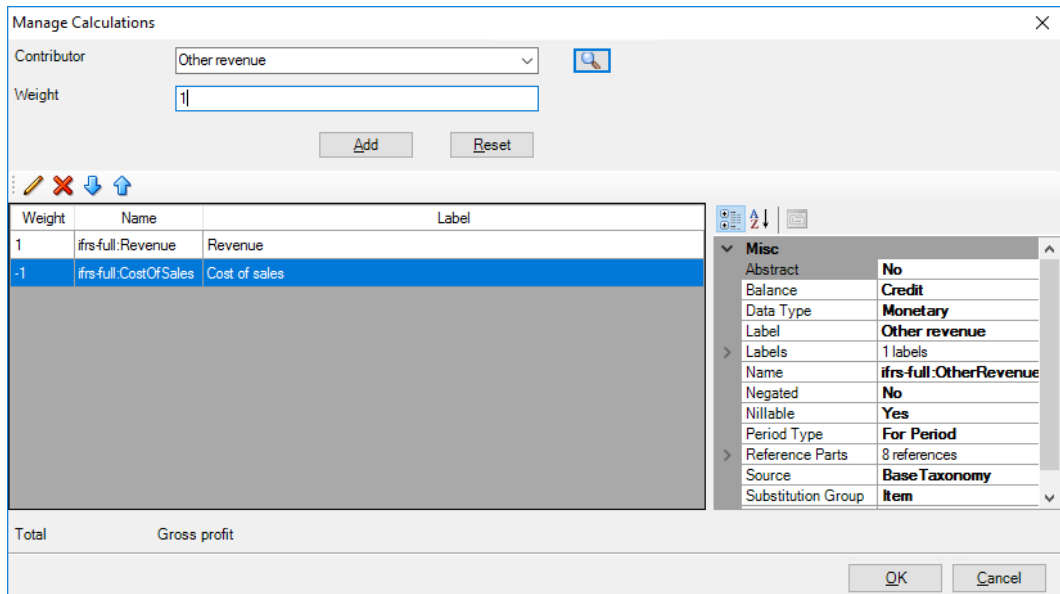 Manage Calculations
Contributor Other revenue
Weight 1
Add Reset
Weight Name Label
1 ifrs-full:Revenue Revenue
-1 ifrs-full:CostOfSales Cost of sales
Misc
Abstract No
Balance Credit
Data Type Monetary
Label Other revenue
Labels 1 labels
Name ifrs-full:OtherRevenue
Negated No
Nillable Yes
Period Type For Period
Reference Parts 8 references
Source BaseTaxonomy
Substitution Group Item
Total Gross profit
OK Cancel